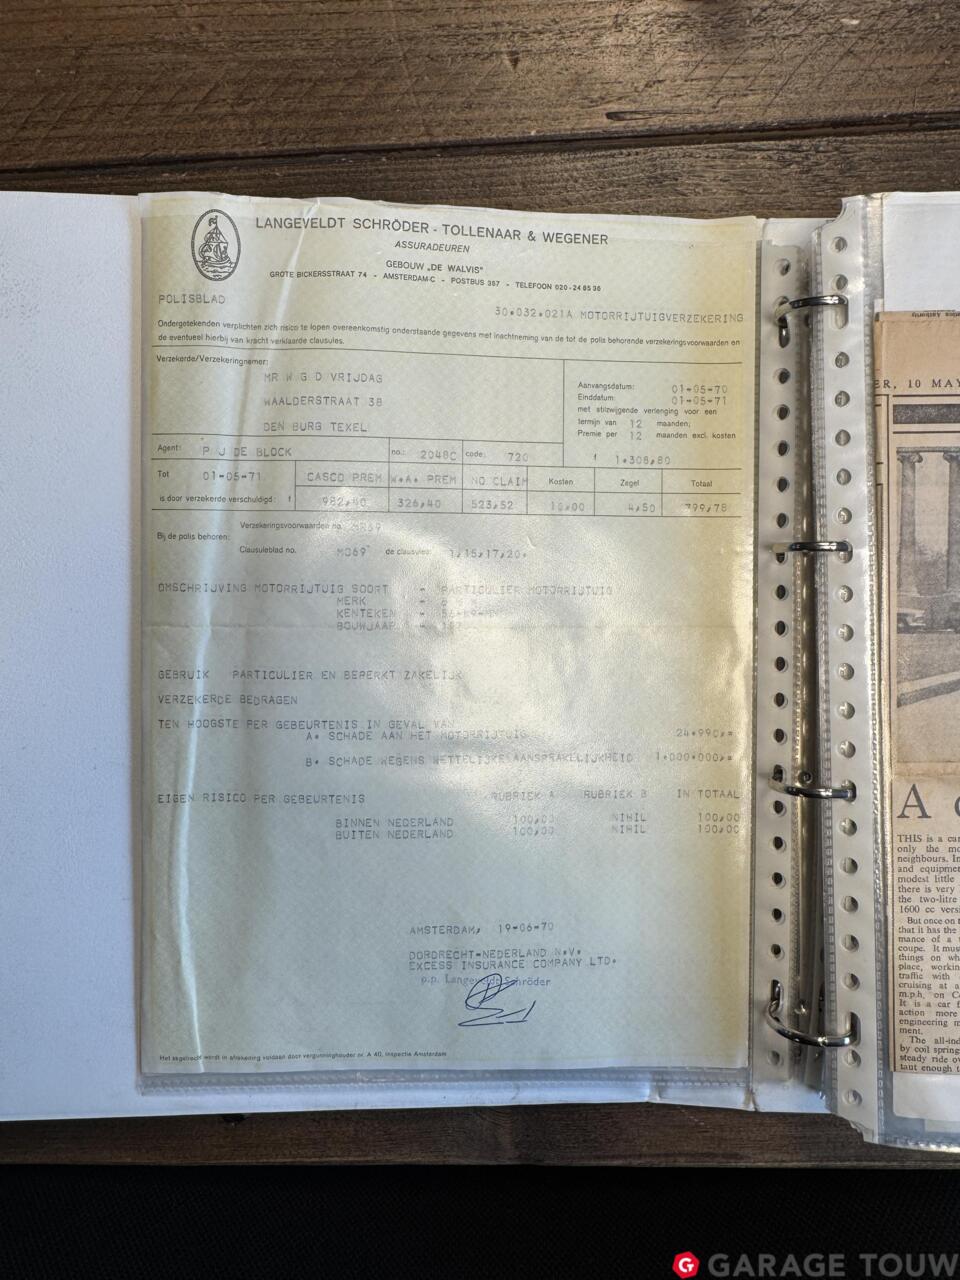 LANGEVELDT SCHRÖDER - TOLLENAAR & WEGENER
ASSURADEUREN
GEBOUW „DE WALVIS"
GROTE BICKERSSTRAAT 74 - AMSTERDAM-C - POSTBUS 387 - TELEFOON 020-24 85 36
POLISBLAD
30.032.021A MOTORRIJTUIGVERZEKERING
Ondergetekenden verplichten zich risico te lopen overeenkomstig onderstaande gegevens met inachtneming van de tot de polis behorende verzekeringsvoorwaarden en
de eventueel hierbij van kracht verklaarde clausules.
Verzekerde/Verzekeringnemer:
MR W G D VRIJDAG
WAALDERSTRAAT 38
DEN BURG TEXEL
Aanvangsdatum: 01-05-70
Einddatum: 01-05-71
met stilzwijgende verlenging voor een
termijn van 12 maanden;
Premie per 12 maanden excl. kosten
f 1.308,80
Agent: P J DE BLOCK no.: 2048C code: 720
Tot 01-05-71 CASCO PREM W.A. PREM NO CLAIM Kosten Zegel Totaal
is door verzekerde verschuldigd: f 982,40 326,40 523,52 10,00 4,50 799,78
Verzekeringsvoorwaarden no. MR69
Bij de polis behoren:
Clausuleblad no. MC69 de clausules: 1,15,17,20.
OMSCHRIJVING MOTORRIJTUIG SOORT - PARTICULIER MOTORRIJTUIG
MERK -
KENTEKEN -
BOUWJAAR -
GEBRUIK PARTICULIER EN BEPERKT ZAKELIJK
VERZEKERDE BEDRAGEN
TEN HOOGSTE PER GEBEURTENIS IN GEVAL VAN
A. SCHADE AAN HET MOTORRIJTUIG 24.990,=
B. SCHADE WEGENS WETTELIJKE AANSPRAKELIJKHEID 1.000.000,=
EIGEN RISICO PER GEBEURTENIS RUBRIEK A RUBRIEK B IN TOTAAL
BINNEN NEDERLAND 100,00 NIHIL 100,00
BUITEN NEDERLAND 100,00 NIHIL 100,00
AMSTERDAM, 19-06-70
DORDRECHT-NEDERLAND N.V.
EXCESS INSURANCE COMPANY LTD.
p.p. Langeveldt-Schröder
Het zegelrecht wordt in aftekening voldaan door vergunninghouder nr. A 40, Inspectie Amsterdam
10 MAY
A
THIS is a car
only the
neighbours. In
and
modest little
there is very
the two-litre
1600 cc
But once on
that it has the
mance of a
coupe. It must
things on
place,
traffic with
cruising at a
m.p.h. on
It is a car
action more
engineering
ment.
The
by coil
steady ride
taut enough
GARAGE TOUW